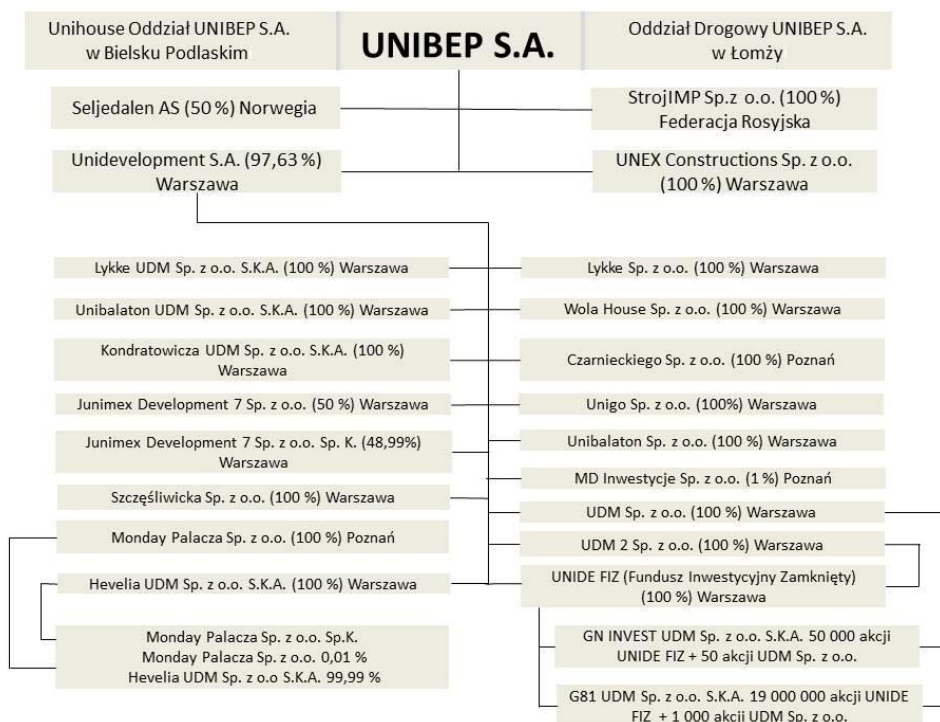 Unihouse Oddział UNIBEP S.A.
w Bielsku Podlaskim
UNIBEP S.A.
Oddział Drogowy UNIBEP S.A.
w Łomży
Seljedalen AS (50 %) Norwegia
StrojIMP Sp.z o.o. (100 %)
Federacja Rosyjska
Unidevelopment S.A. (97,63 %)
Warszawa
UNEX Constructions Sp. z o.o.
(100 %) Warszawa
Lykke UDM Sp. z o.o. S.K.A. (100 %) Warszawa
Lykke Sp. z o.o. (100 %) Warszawa
Unibalaton UDM Sp. z o.o. S.K.A. (100 %) Warszawa
Wola House Sp. z o.o. (100 %) Warszawa
Kondratowicza UDM Sp. z o.o. S.K.A. (100 %)
Warszawa
Czarnieckiego Sp. z o.o. (100 %) Poznań
Junimex Development 7 Sp. z o.o. (50 %) Warszawa
Unigo Sp. z o.o. (100%) Warszawa
Junimex Development 7 Sp. z o.o. Sp. K. (48,99%)
Warszawa
Unibalaton Sp. z o.o. (100 %) Warszawa
MD Inwestycje Sp. z o.o. (1 %) Poznań
Szczęśliwicka Sp. z o.o. (100 %) Warszawa
UDM Sp. z o.o. (100 %) Warszawa
Monday Palacza Sp. z o.o. (100 %) Poznań
UDM 2 Sp. z o.o. (100 %) Warszawa
Hevelia UDM Sp. z o.o. S.K.A. (100 %) Warszawa
UNIDE FIZ (Fundusz Inwestycyjny Zamknięty)
(100 %) Warszawa
Monday Palacza Sp. z o.o. Sp.K.
Monday Palacza Sp. z o.o. 0,01 %
Hevelia UDM Sp. z o.o S.K.A. 99,99 %
GN INVEST UDM Sp. z o.o. S.K.A. 50 000 akcji
UNIDE FIZ + 50 akcji UDM Sp. z o.o.
G81 UDM Sp. z o.o. S.K.A. 19 000 000 akcji UNIDE
FIZ + 1 000 akcji UDM Sp. z o.o.